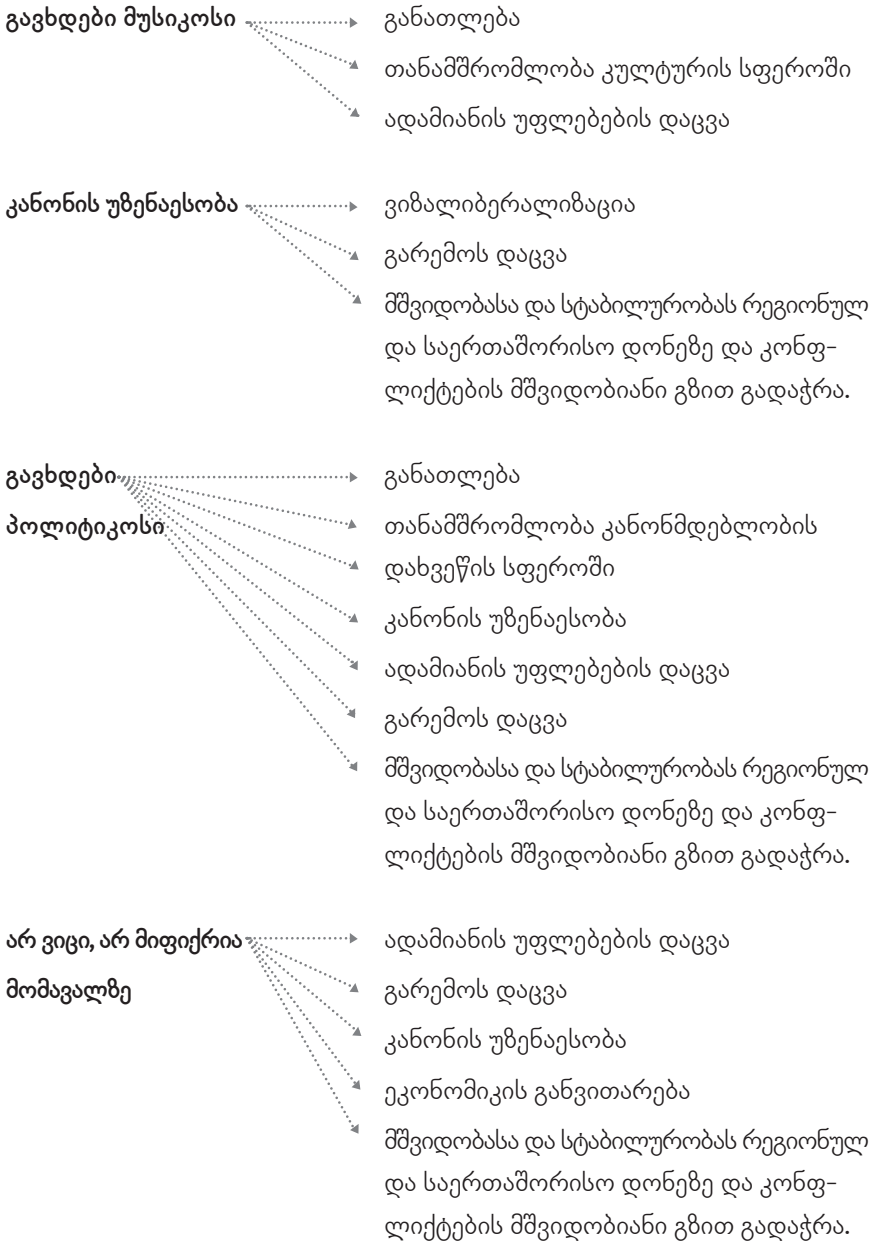 გავხდები მუსიკოსი განათლება
თანამშრომლობა კულტურის სფეროში
ადამიანის უფლებების დაცვა
კანონის უზენაესობა ვიზალიბერალიზაცია
გარემოს დაცვა
მშვიდობასა და სტაბილურობას რეგიონულ
და საერთაშორისო დონეზე და კონფ-
ლიქტების მშვიდობიანი გზით გადაჭრა.
გავხდები განათლება
პოლიტიკოსი თანამშრომლობა კანონმდებლობის
დახვეწის სფეროში
კანონის უზენაესობა
ადამიანის უფლებების დაცვა
გარემოს დაცვა
მშვიდობასა და სტაბილურობას რეგიონულ
და საერთაშორისო დონეზე და კონფ-
ლიქტების მშვიდობიანი გზით გადაჭრა.
არ ვიცი, არ მიფიქრია ადამიანის უფლებების დაცვა
მომავალზე გარემოს დაცვა
კანონის უზენაესობა
ეკონომიკის განვითარება
მშვიდობასა და სტაბილურობას რეგიონულ
და საერთაშორისო დონეზე და კონფ-
ლიქტების მშვიდობიანი გზით გადაჭრა.